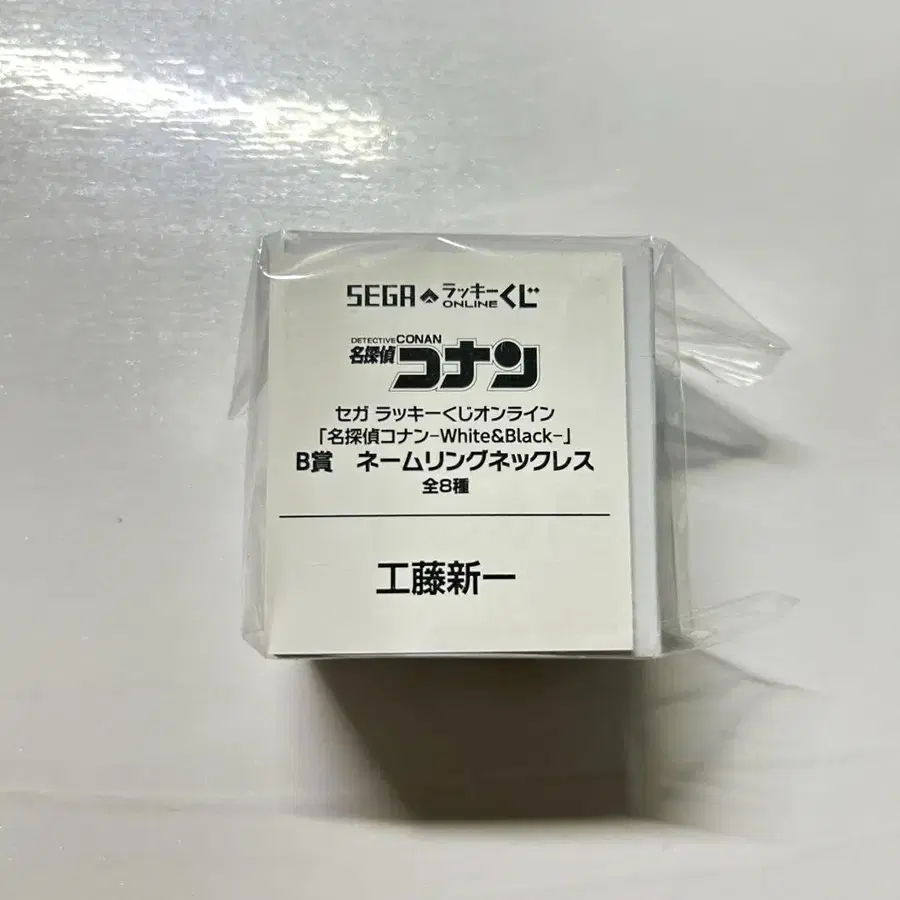 SEGA ラッキーくじ
ONLINE
DETECTIVE CONAN
名探偵コナン
セガ ラッキーくじオンライン
「名探偵コナン-White&Black-」
B賞　ネームリングネックレス
全8種
工藤新一